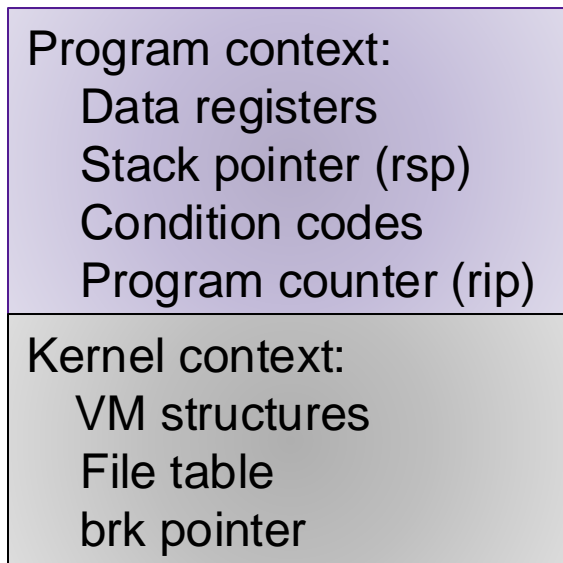 Program context:
Data registers
Stack pointer (rsp)
Condition codes
Program counter (rip)
Kernel context:
VM structures
File table
brk pointer